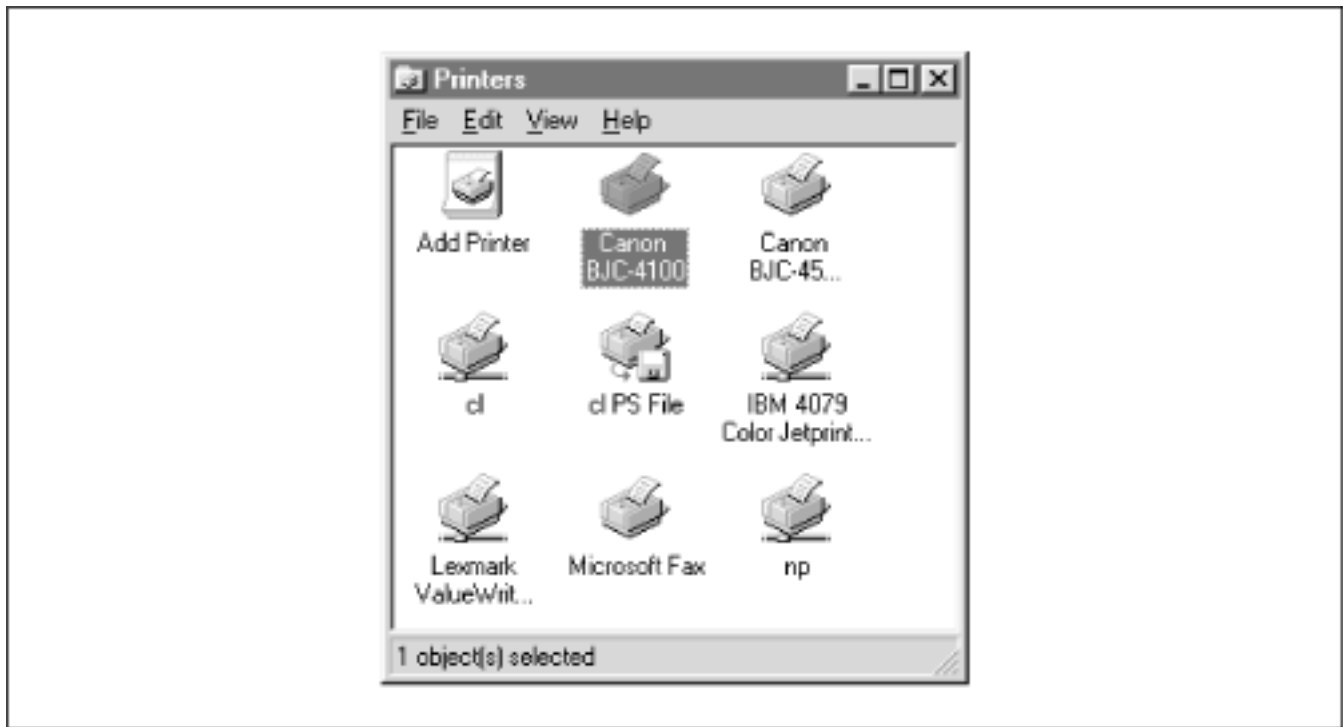 Printers
File Edit View Help
Add Printer
Canon
BJC-4100
Canon
BJC-45...
cl
cl PS File
IBM 4079
Color Jetprint...
Lexmark
ValueWrit...
Microsoft Fax
np
1 object(s) selected